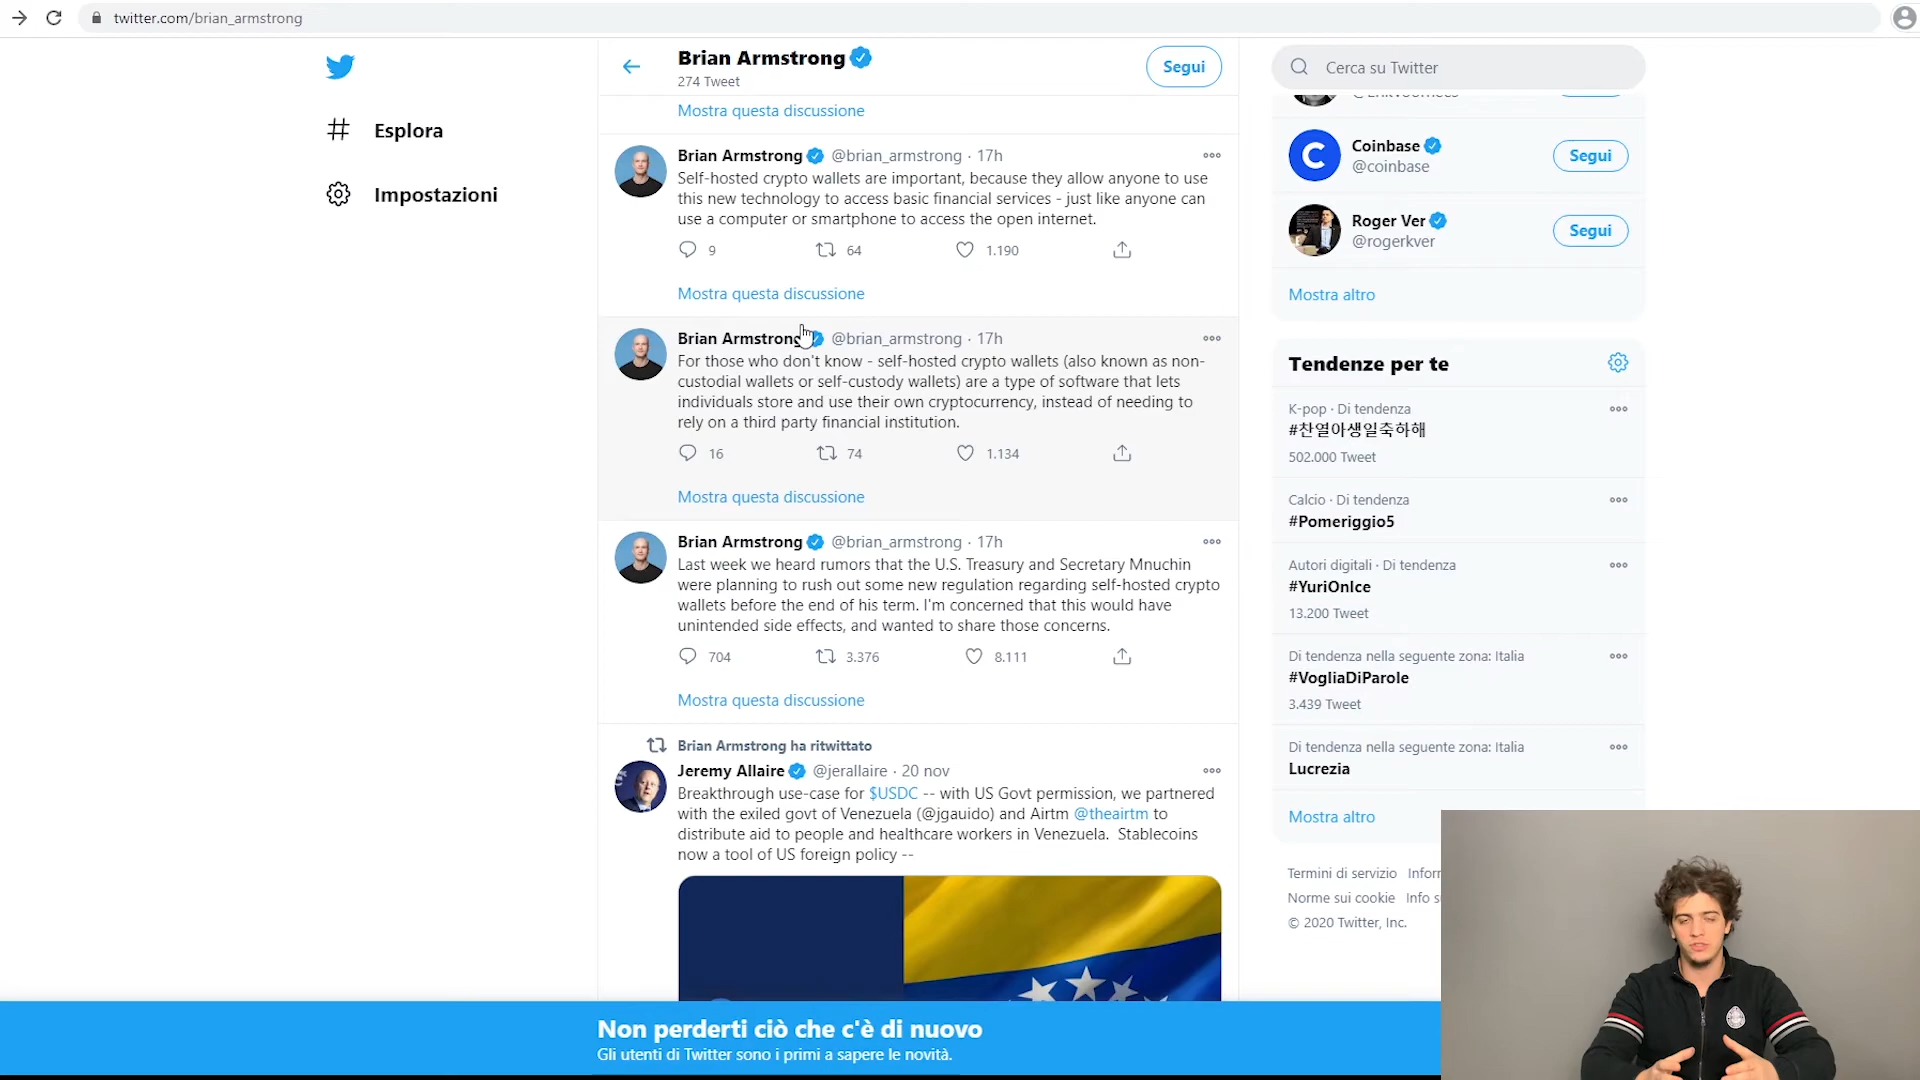 twitter.com/brian_armstrong
Esplora
Impostazioni
Brian Armstrong
274 Tweet
Segui
Mostra questa discussione
Brian Armstrong @brian_armstrong · 17h
Self-hosted crypto wallets are important, because they allow anyone to use
this new technology to access basic financial services - just like anyone can
use a computer or smartphone to access the open internet.
9 64 1.190
Mostra questa discussione
Brian Armstrong @brian_armstrong · 17h
For those who don't know - self-hosted crypto wallets (also known as non-
custodial wallets or self-custody wallets) are a type of software that lets
individuals store and use their own cryptocurrency, instead of needing to
rely on a third party financial institution.
16 74 1.134
Mostra questa discussione
Brian Armstrong @brian_armstrong · 17h
Last week we heard rumors that the U.S. Treasury and Secretary Mnuchin
were planning to rush out some new regulation regarding self-hosted crypto
wallets before the end of his term. I'm concerned that this would have
unintended side effects, and wanted to share those concerns.
704 3.376 8.111
Mostra questa discussione
Brian Armstrong ha ritwittato
Jeremy Allaire @jerallaire · 20 nov
Breakthrough use-case for $USDC -- with US Govt permission, we partnered
with the exiled govt of Venezuela (@jgauido) and Airtm @theairtm to
distribute aid to people and healthcare workers in Venezuela. Stablecoins
now a tool of US foreign policy --
Cerca su Twitter
Coinbase
@coinbase
Segui
Roger Ver
@rogerkver
Segui
Mostra altro
Tendenze per te
K-pop · Di tendenza
#찬열아생일축하해
502.000 Tweet
Calcio · Di tendenza
#Pomeriggio5
Autori digitali · Di tendenza
#YuriOnIce
13.200 Tweet
Di tendenza nella seguente zona: Italia
#VogliaDiParole
3.439 Tweet
Di tendenza nella seguente zona: Italia
Lucrezia
Mostra altro
Termini di servizio Inforr
Norme sui cookie Info s
© 2020 Twitter, Inc.
Non perderti ciò che c'è di nuovo
Gli utenti di Twitter sono i primi a sapere le novità.